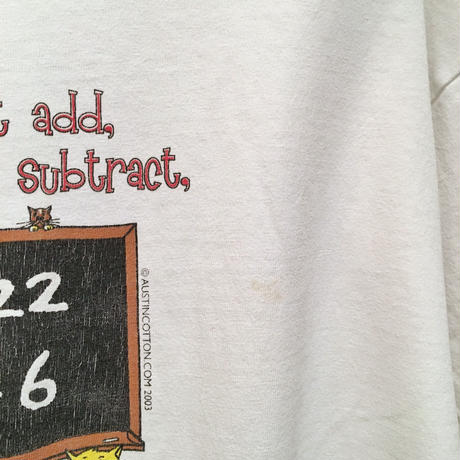 add,
subtract,
22
6
© AUSTINCOTTON.COM 2003